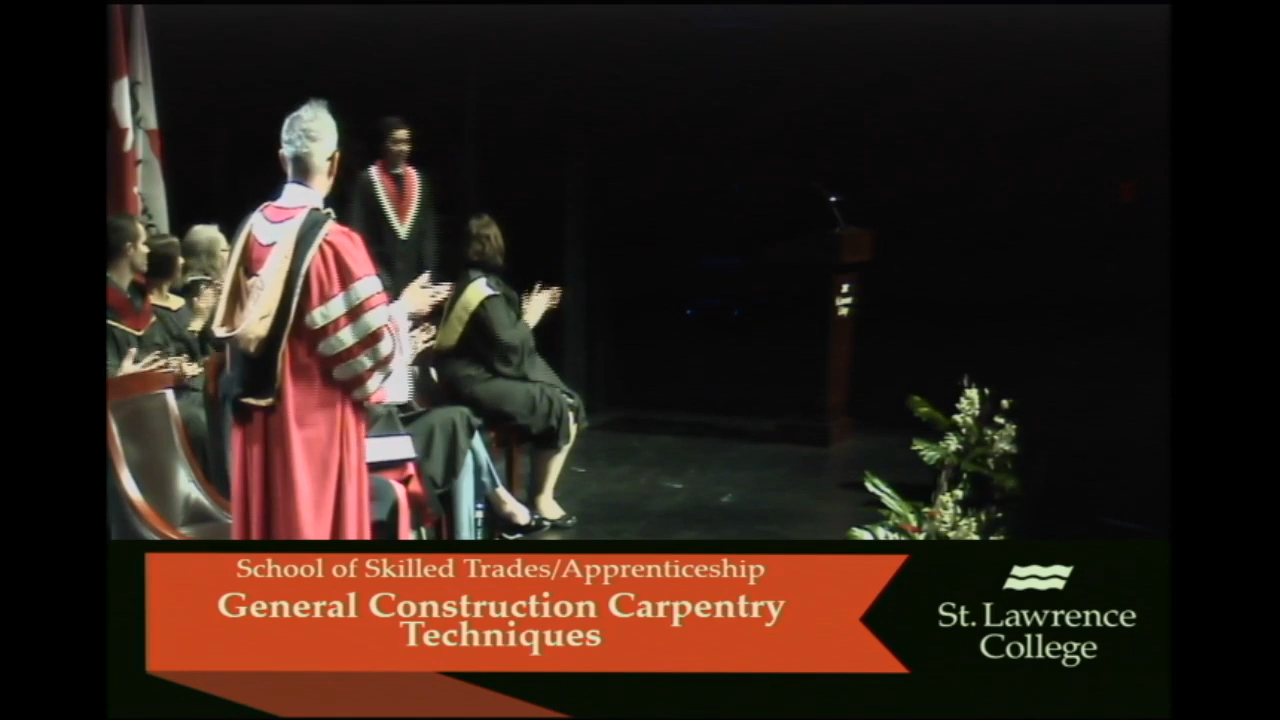 School of Skilled Trades/Apprenticeship
General Construction Carpentry
Techniques
St. Lawrence
College